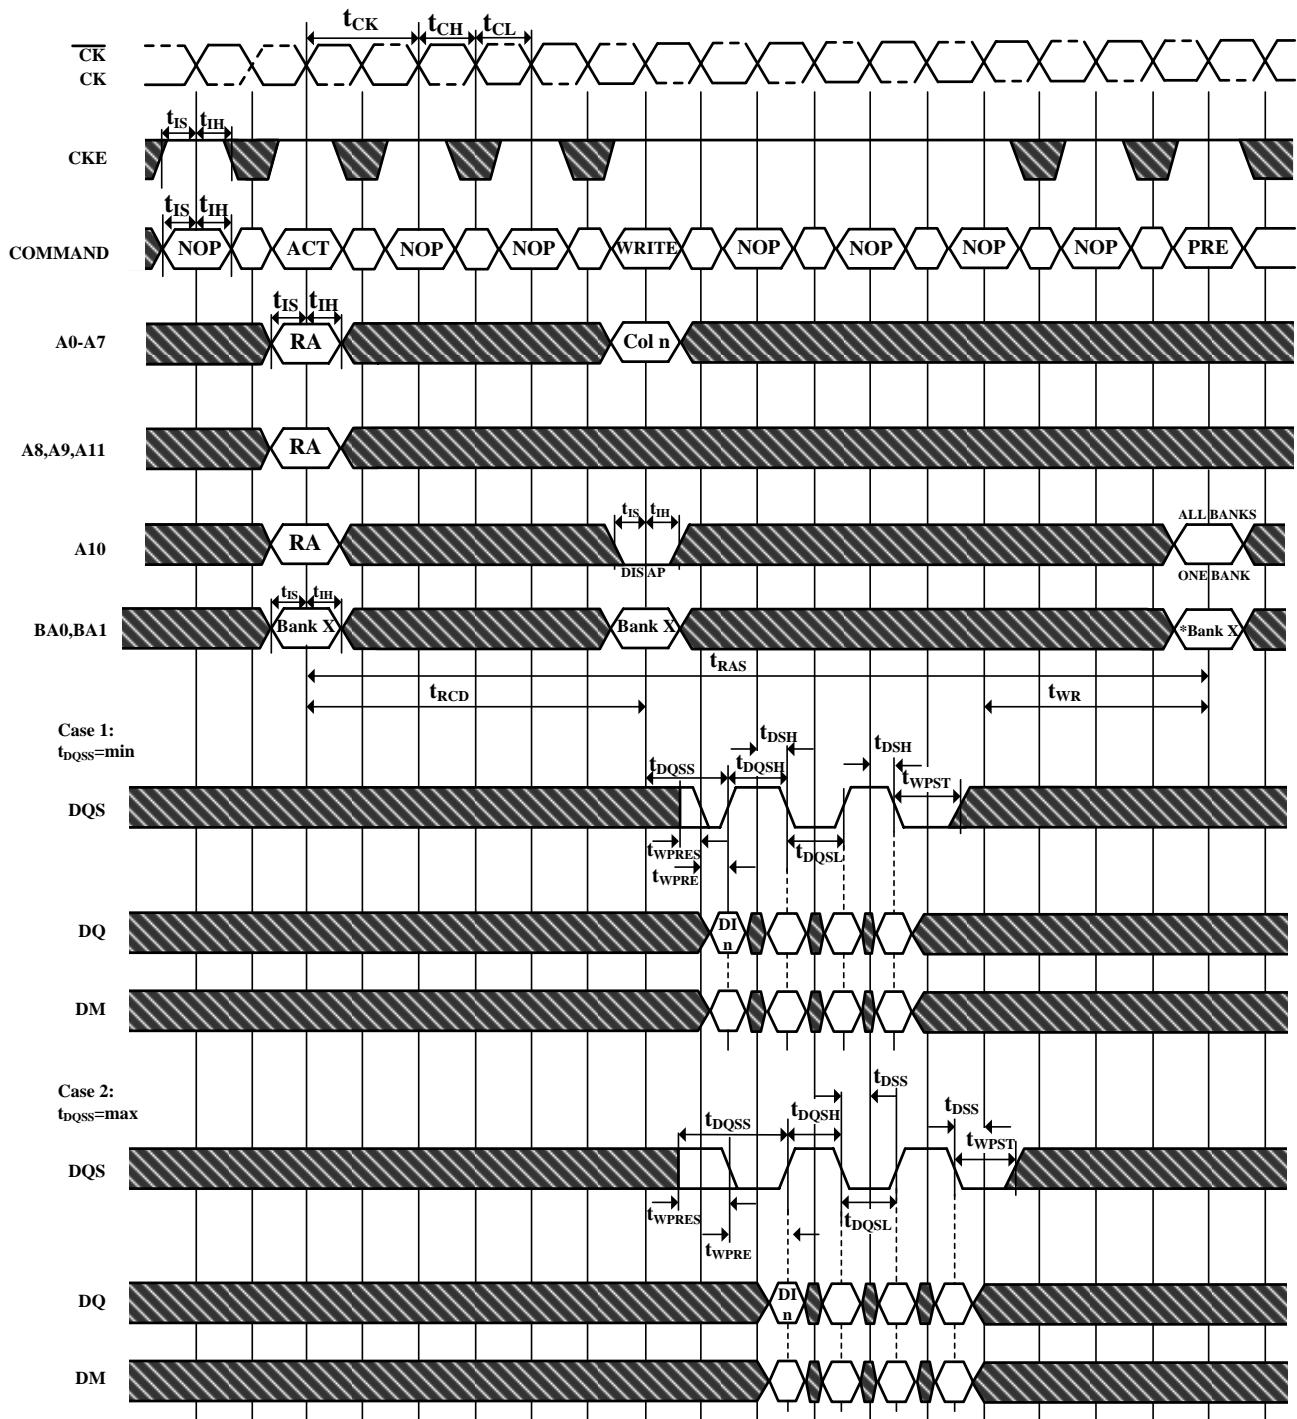 tCK tCH tCL
CK
CK
tIS tIH
CKE
tIS tIH
COMMAND NOP ACT NOP NOP WRITE NOP NOP NOP NOP PRE
tIS tIH
A0-A7 RA Col n
A8,A9,A11 RA
tIS tIH ALL BANKS
A10 RA
DIS AP ONE BANK
tIS tIH
BA0,BA1 Bank X Bank X *Bank X
tRAS
tRCD tWR
Case 1:
tDQSS=min
tDSH tDSH
tDQSS tDQSH tWPST
DQS
tWPRES tDQSL
tWPRE
DQ DI
n
DM
Case 2:
tDQSS=max
tDSS tDSS
tDQSS tDQSH tWPST
DQS
tWPRES tDQSL
tWPRE
DQ DI
n
DM